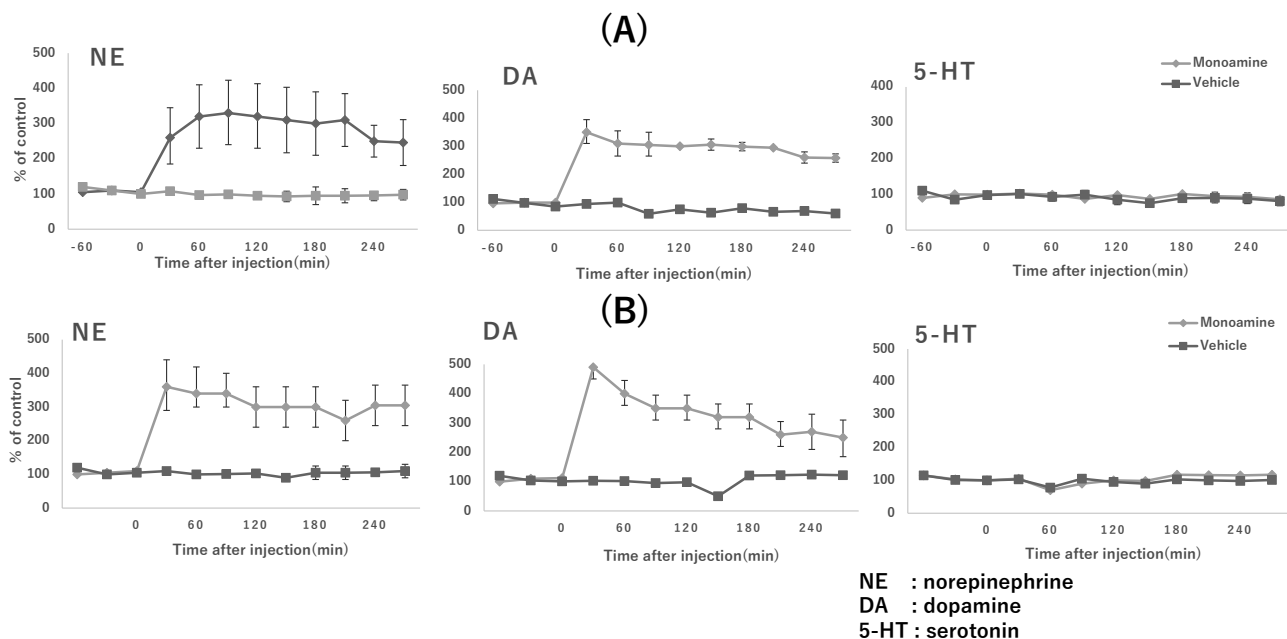 (A)
NE
% of control
500
400
300
200
100
0
-60 0 60 120 180 240
Time after injection(min)
DA
500
400
300
200
100
0
-60 0 60 120 180 240
Time after injection(min)
5-HT
Monoamine
Vehicle
400
300
200
100
0
-60 0 60 120 180 240
Time after injection(min)
(B)
NE
% of control
500
400
300
200
100
0
0 60 120 180 240
Time after injection(min)
DA
500
400
300
200
100
0
0 60 120 180 240
Time after injection(min)
5-HT
Monoamine
Vehicle
500
400
300
200
100
0
0 60 120 180 240
Time after injection(min)
NE : norepinephrine
DA : dopamine
5-HT : serotonin